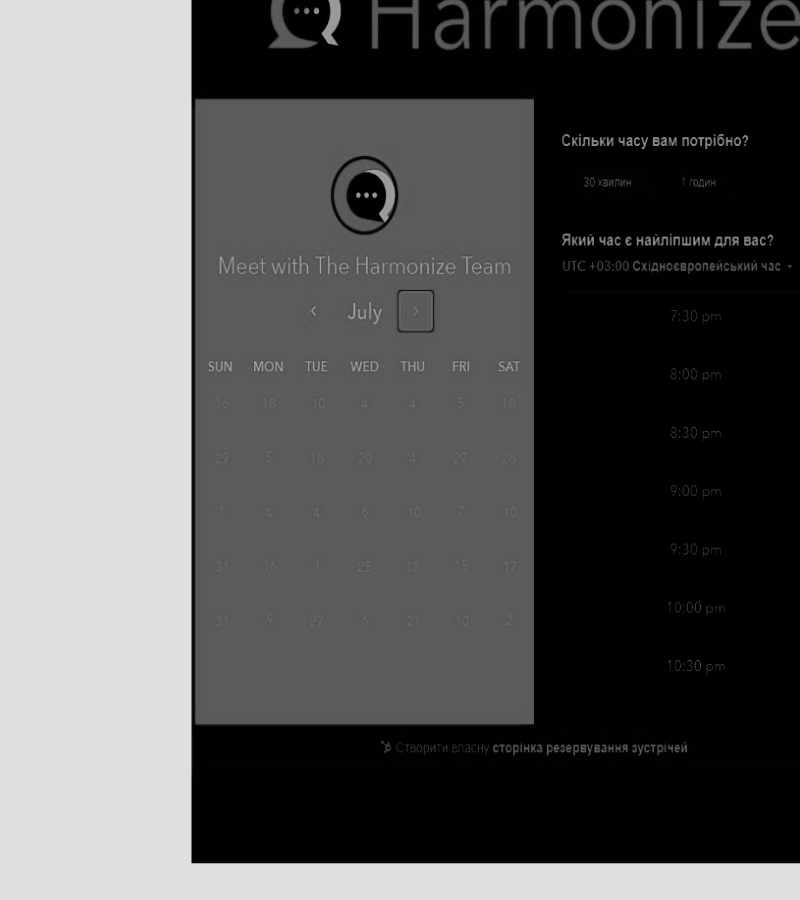 Harmonize
Meet with The Harmonize Team
July
SUN MON TUE WED THU FRI SAT
16 18 10 4 4 5 18
29 5 18 20 4 27 28
1 4 4 6 10 7 10
31 16 1 25 18 15 17
31 9 27 6 21 10 2
Скільки часу вам потрібно?
30 хвилин 1 годин
Який час є найліпшим для вас?
UTC +03:00 Східноєвропейський час
7:30 pm
8:00 pm
8:30 pm
9:00 pm
9:30 pm
10:00 pm
10:30 pm
Створити власну сторінка резервування зустрічей